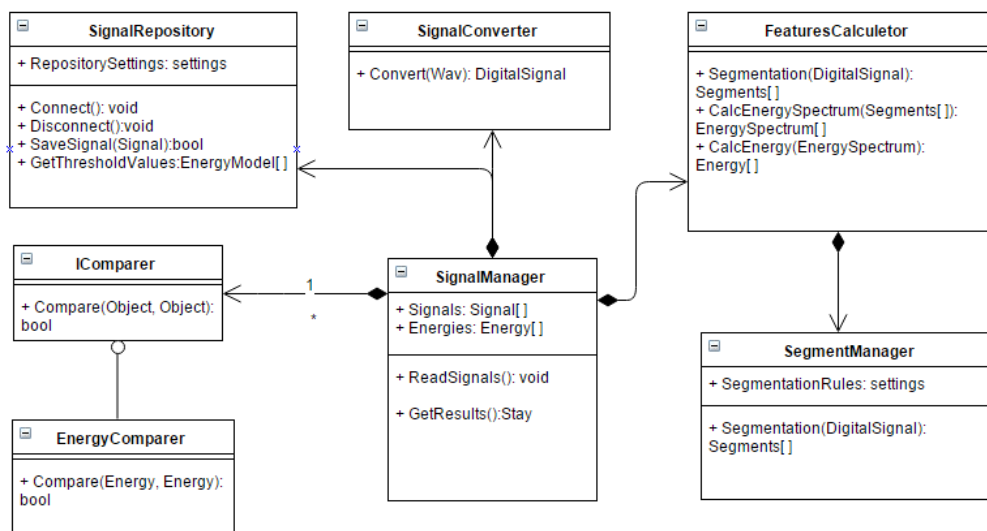 SignalRepository
+ RepositorySettings: settings
+ Connect(): void
+ Disconnect():void
+ SaveSignal(Signal):bool
+ GetThresholdValues:EnergyModel[ ]
SignalConverter
+ Convert(Wav): DigitalSignal
FeaturesCalculetor
+ Segmentation(DigitalSignal):
Segments[ ]
+ CalcEnergySpectrum(Segments[ ]):
EnergySpectrum[ ]
+ CalcEnergy(EnergySpectrum):
Energy[ ]
IComparer
+ Compare(Object, Object):
bool
1
*
SignalManager
+ Signals: Signal[ ]
+ Energies: Energy[ ]
+ ReadSignals(): void
+ GetResults():Stay
SegmentManager
+ SegmentationRules: settings
+ Segmentation(DigitalSignal):
Segments[ ]
EnergyComparer
+ Compare(Energy, Energy):
bool